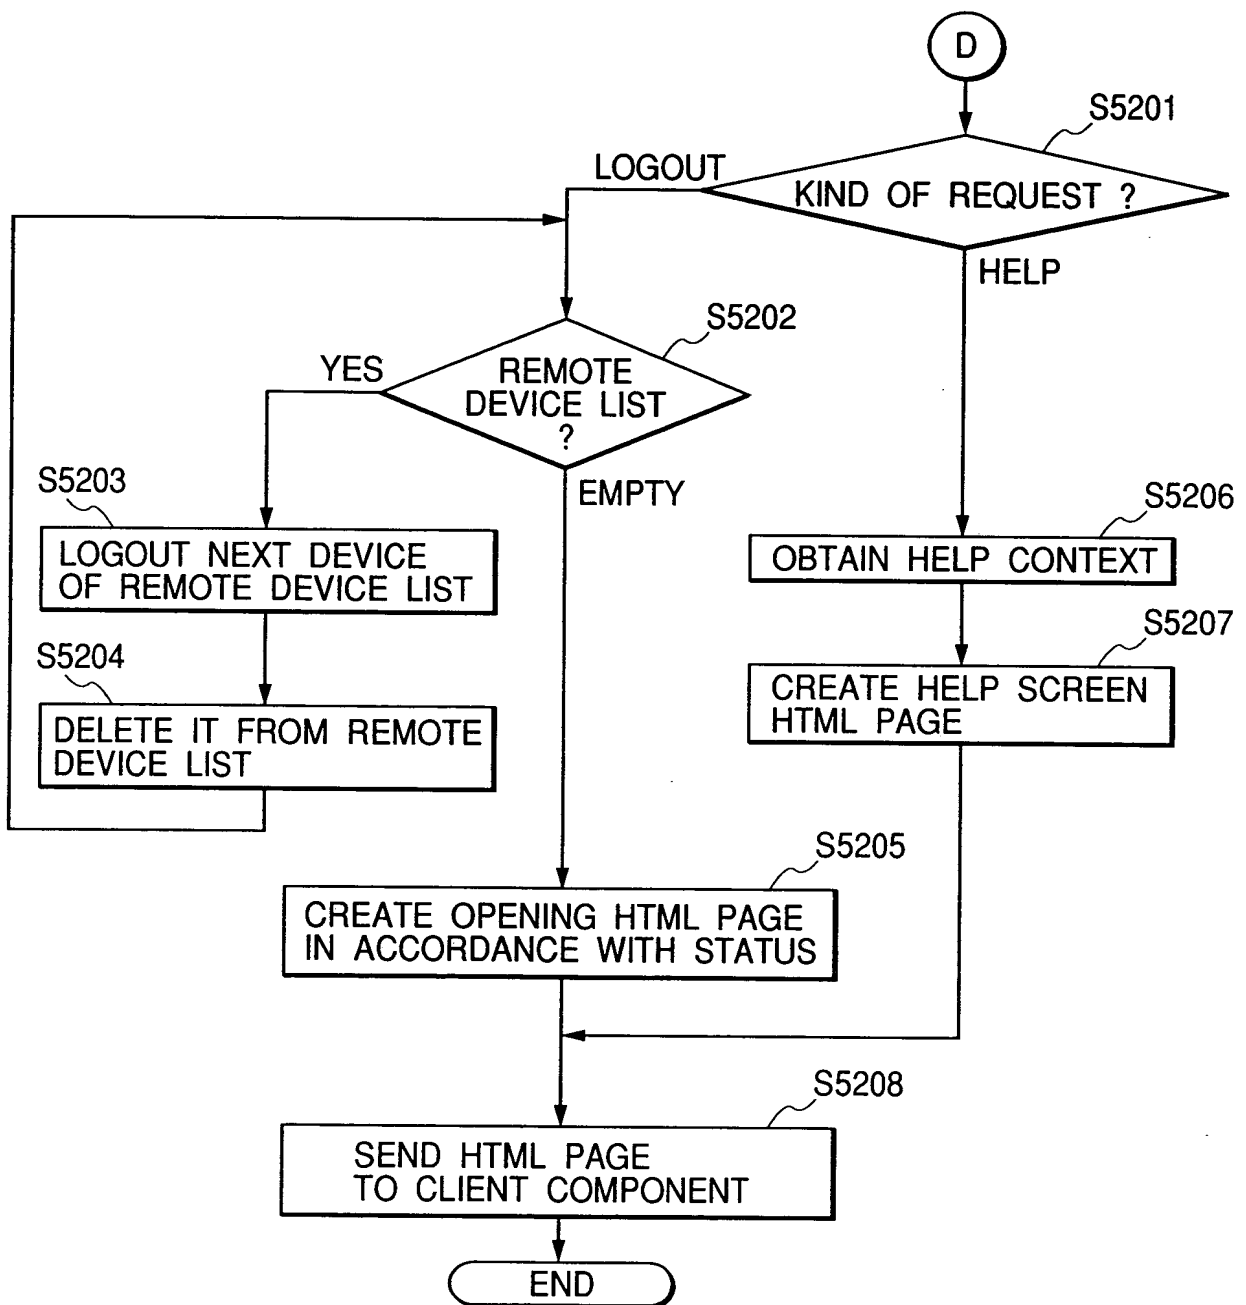 D
S5201
LOGOUT
KIND OF REQUEST ?
HELP
S5202
YES
REMOTE
DEVICE LIST
?
EMPTY
S5203
LOGOUT NEXT DEVICE
OF REMOTE DEVICE LIST
S5206
OBTAIN HELP CONTEXT
S5204
DELETE IT FROM REMOTE
DEVICE LIST
S5207
CREATE HELP SCREEN
HTML PAGE
S5205
CREATE OPENING HTML PAGE
IN ACCORDANCE WITH STATUS
S5208
SEND HTML PAGE
TO CLIENT COMPONENT
END